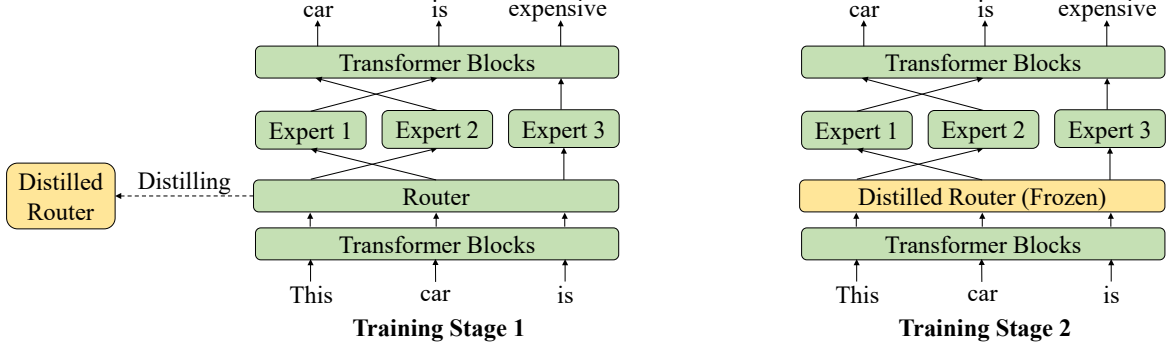 car is expensive
Transformer Blocks
Expert 1 Expert 2 Expert 3
Distilled
Router
Distilling
Router
Transformer Blocks
This car is
Training Stage 1
car is expensive
Transformer Blocks
Expert 1 Expert 2 Expert 3
Distilled Router (Frozen)
Transformer Blocks
This car is
Training Stage 2